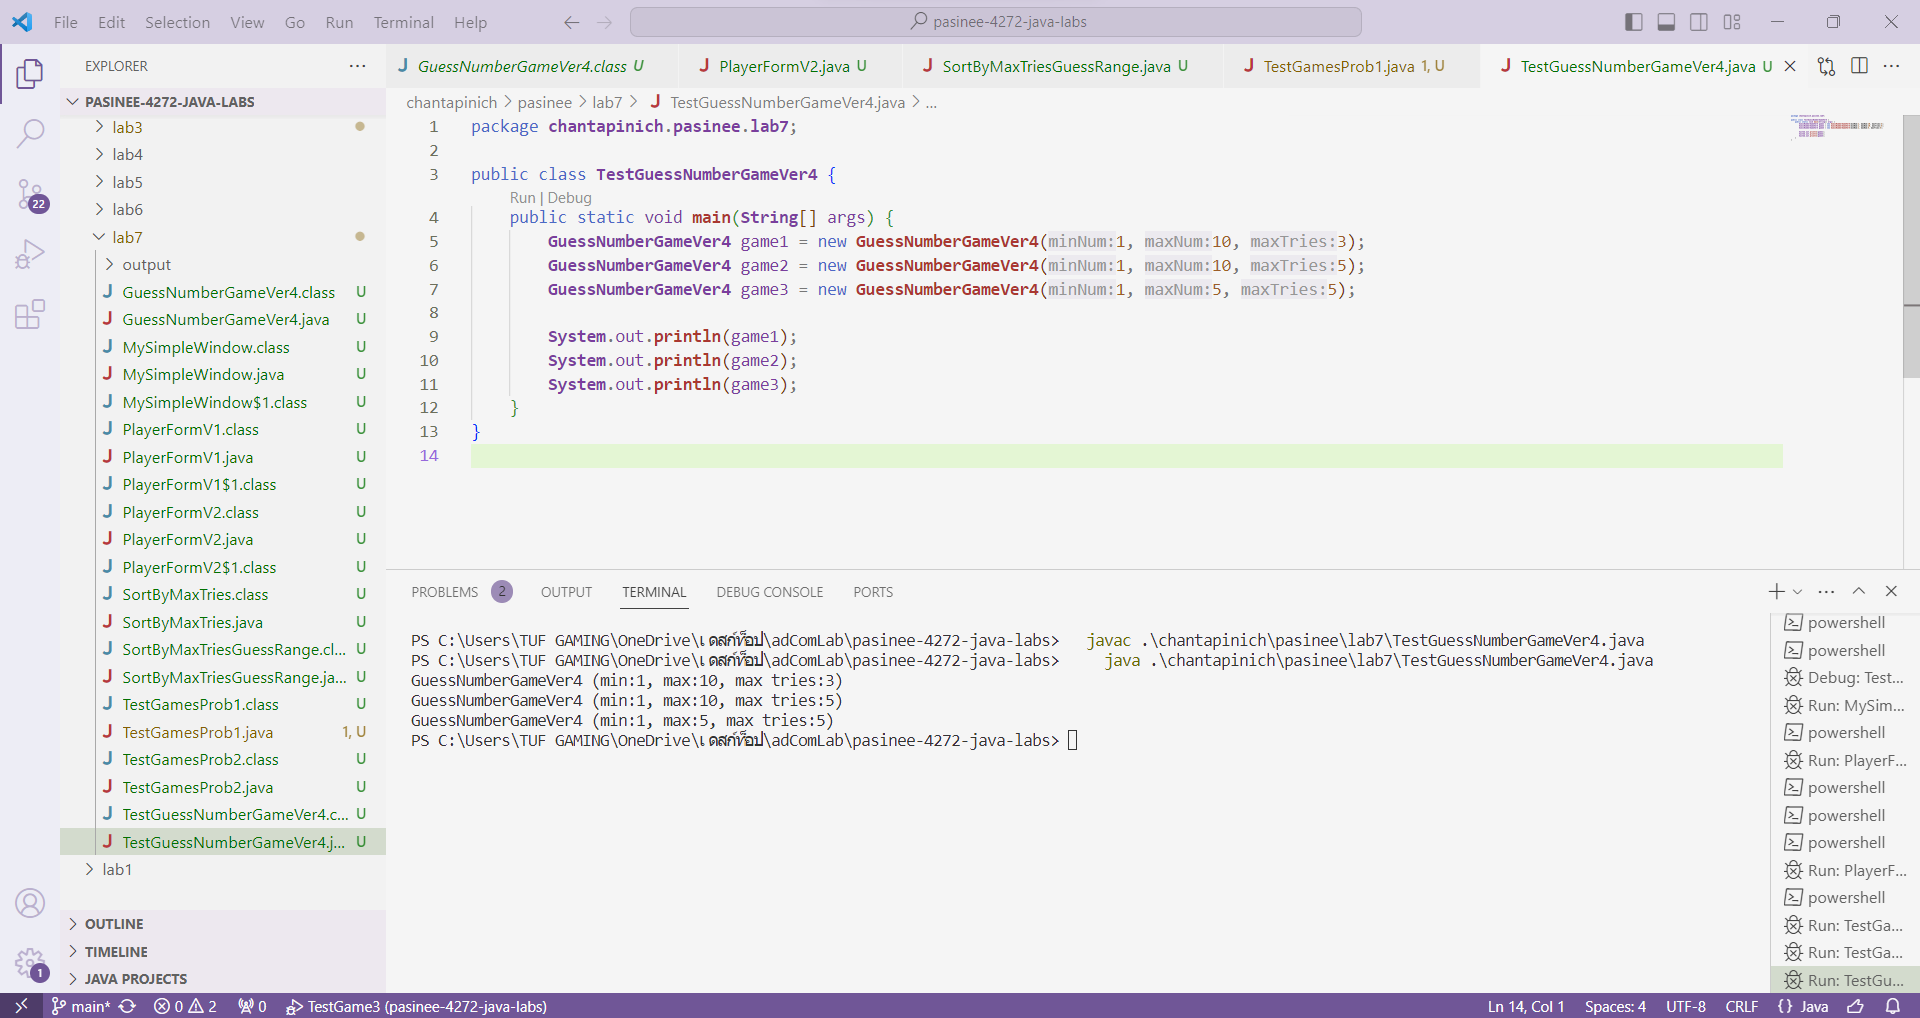 File Edit Selection View Go Run Terminal Help
pasinee-4272-java-labs
EXPLORER
PASINEE-4272-JAVA-LABS
lab3
lab4
lab5
lab6
lab7
output
GuessNumberGameVer4.class U
GuessNumberGameVer4.java U
MySimpleWindow.class U
MySimpleWindow.java U
MySimpleWindow$1.class U
PlayerFormV1.class U
PlayerFormV1.java U
PlayerFormV1$1.class U
PlayerFormV2.class U
PlayerFormV2.java U
PlayerFormV2$1.class U
SortByMaxTries.class U
SortByMaxTries.java U
SortByMaxTriesGuessRange.cl... U
SortByMaxTriesGuessRange.ja... U
TestGamesProb1.class U
TestGamesProb1.java 1, U
TestGamesProb2.class U
TestGamesProb2.java U
TestGuessNumberGameVer4.c... U
TestGuessNumberGameVer4.j... U
lab1
OUTLINE
TIMELINE
JAVA PROJECTS
22
1
GuessNumberGameVer4.class U
PlayerFormV2.java U
SortByMaxTriesGuessRange.java U
TestGamesProb1.java 1, U
TestGuessNumberGameVer4.java U
chantapinich > pasinee > lab7 > TestGuessNumberGameVer4.java > ...
1 package chantapinich.pasinee.lab7;
2
3 public class TestGuessNumberGameVer4 {
Run | Debug
4 public static void main(String[] args) {
5 GuessNumberGameVer4 game1 = new GuessNumberGameVer4(minNum:1, maxNum:10, maxTries:3);
6 GuessNumberGameVer4 game2 = new GuessNumberGameVer4(minNum:1, maxNum:10, maxTries:5);
7 GuessNumberGameVer4 game3 = new GuessNumberGameVer4(minNum:1, maxNum:5, maxTries:5);
8
9 System.out.println(game1);
10 System.out.println(game2);
11 System.out.println(game3);
12 }
13 }
14
PROBLEMS 2 OUTPUT TERMINAL DEBUG CONSOLE PORTS
PS C:\Users\TUF GAMING\OneDrive\เดสก์ท็อป\adComLab\pasinee-4272-java-labs> javac .\chantapinich\pasinee\lab7\TestGuessNumberGameVer4.java
PS C:\Users\TUF GAMING\OneDrive\เดสก์ท็อป\adComLab\pasinee-4272-java-labs> java .\chantapinich\pasinee\lab7\TestGuessNumberGameVer4.java
GuessNumberGameVer4 (min:1, max:10, max tries:3)
GuessNumberGameVer4 (min:1, max:10, max tries:5)
GuessNumberGameVer4 (min:1, max:5, max tries:5)
PS C:\Users\TUF GAMING\OneDrive\เดสก์ท็อป\adComLab\pasinee-4272-java-labs>
powershell
powershell
Debug: Test...
Run: MySim...
powershell
Run: PlayerF...
powershell
powershell
powershell
Run: PlayerF...
powershell
Run: TestGa...
Run: TestGa...
Run: TestGu...
main* 0 2 0 TestGame3 (pasinee-4272-java-labs)
Ln 14, Col 1 Spaces: 4 UTF-8 CRLF {} Java